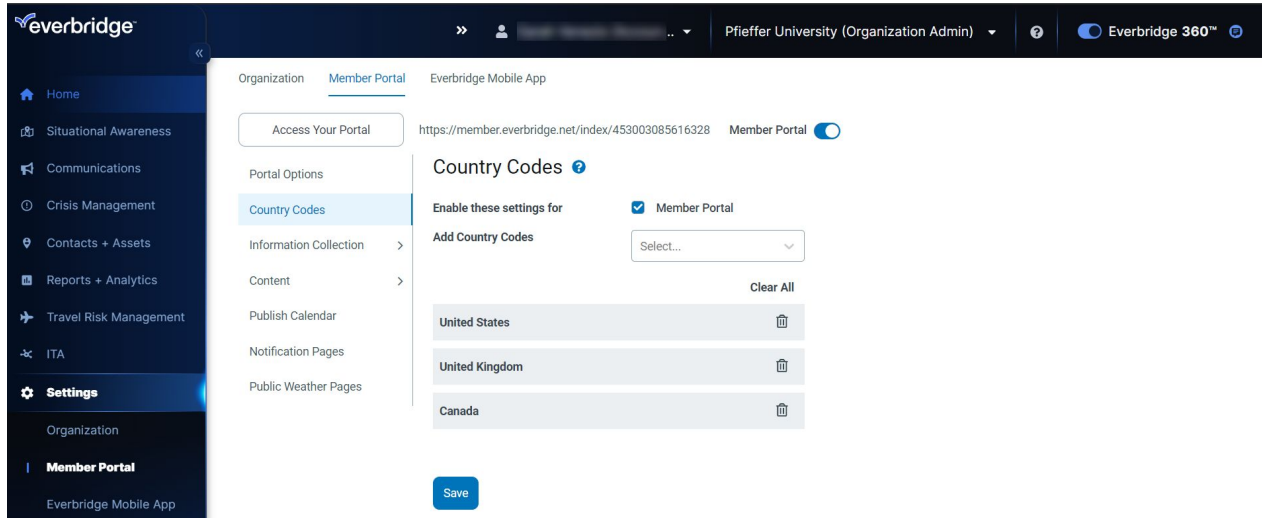 everbridge™
Pfieffer University (Organization Admin)
Everbridge 360™
Home
Situational Awareness
Communications
Crisis Management
Contacts + Assets
Reports + Analytics
Travel Risk Management
ITA
Settings
Organization
Member Portal
Everbridge Mobile App
Organization Member Portal Everbridge Mobile App
Access Your Portal https://member.everbridge.net/index/453003085616328 Member Portal
Portal Options
Country Codes
Information Collection
Content
Publish Calendar
Notification Pages
Public Weather Pages
Country Codes ?
Enable these settings for Member Portal
Add Country Codes Select...
Clear All
United States
United Kingdom
Canada
Save